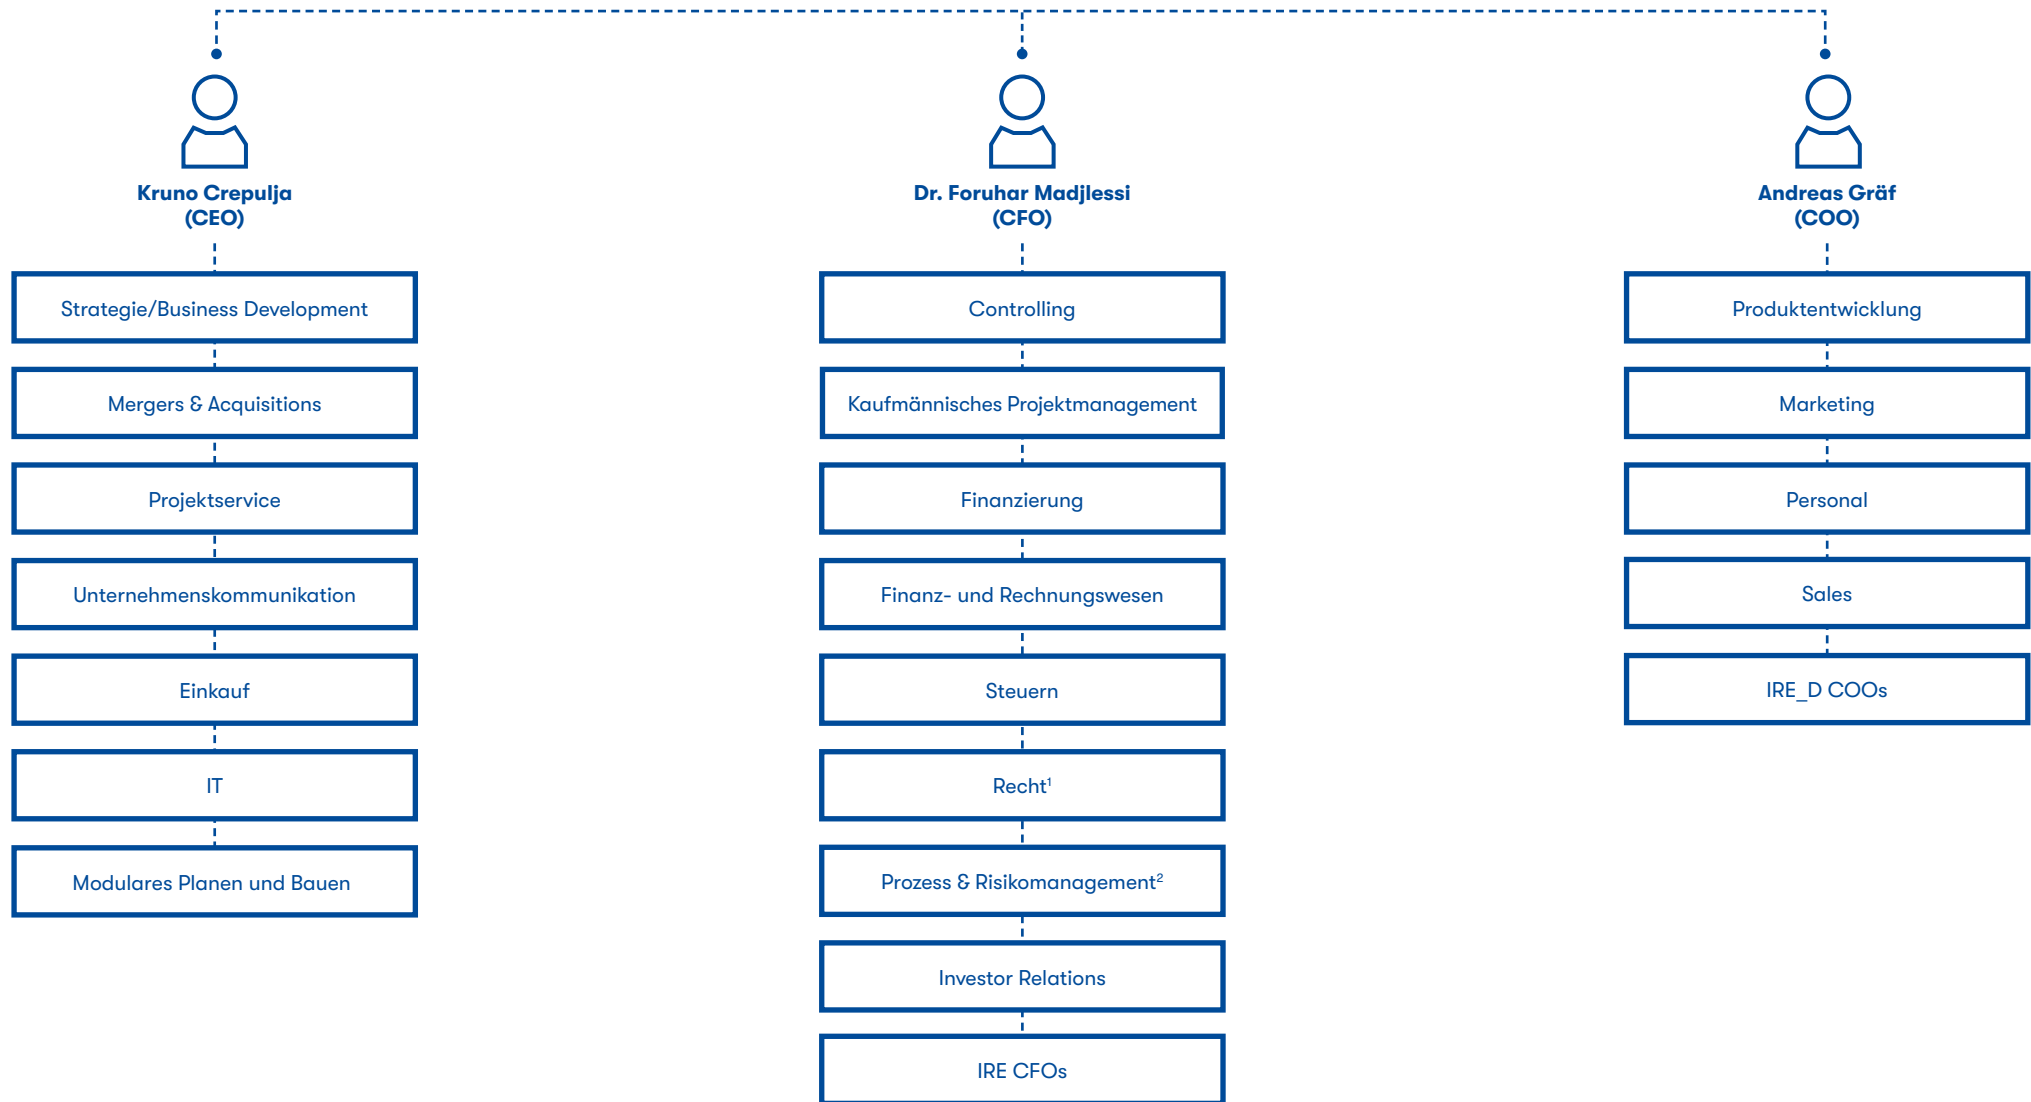 Kruno Crepulja
(CEO)
Strategie/Business Development
Mergers & Acquisitions
Projektservice
Unternehmenskommunikation
Einkauf
IT
Modulares Planen und Bauen
Dr. Foruhar Madjlessi
(CFO)
Controlling
Kaufmännisches Projektmanagement
Finanzierung
Finanz- und Rechnungswesen
Steuern
Recht¹
Prozess & Risikomanagement²
Investor Relations
IRE CFOs
Andreas Gräf
(COO)
Produktentwicklung
Marketing
Personal
Sales
IRE_D COOs